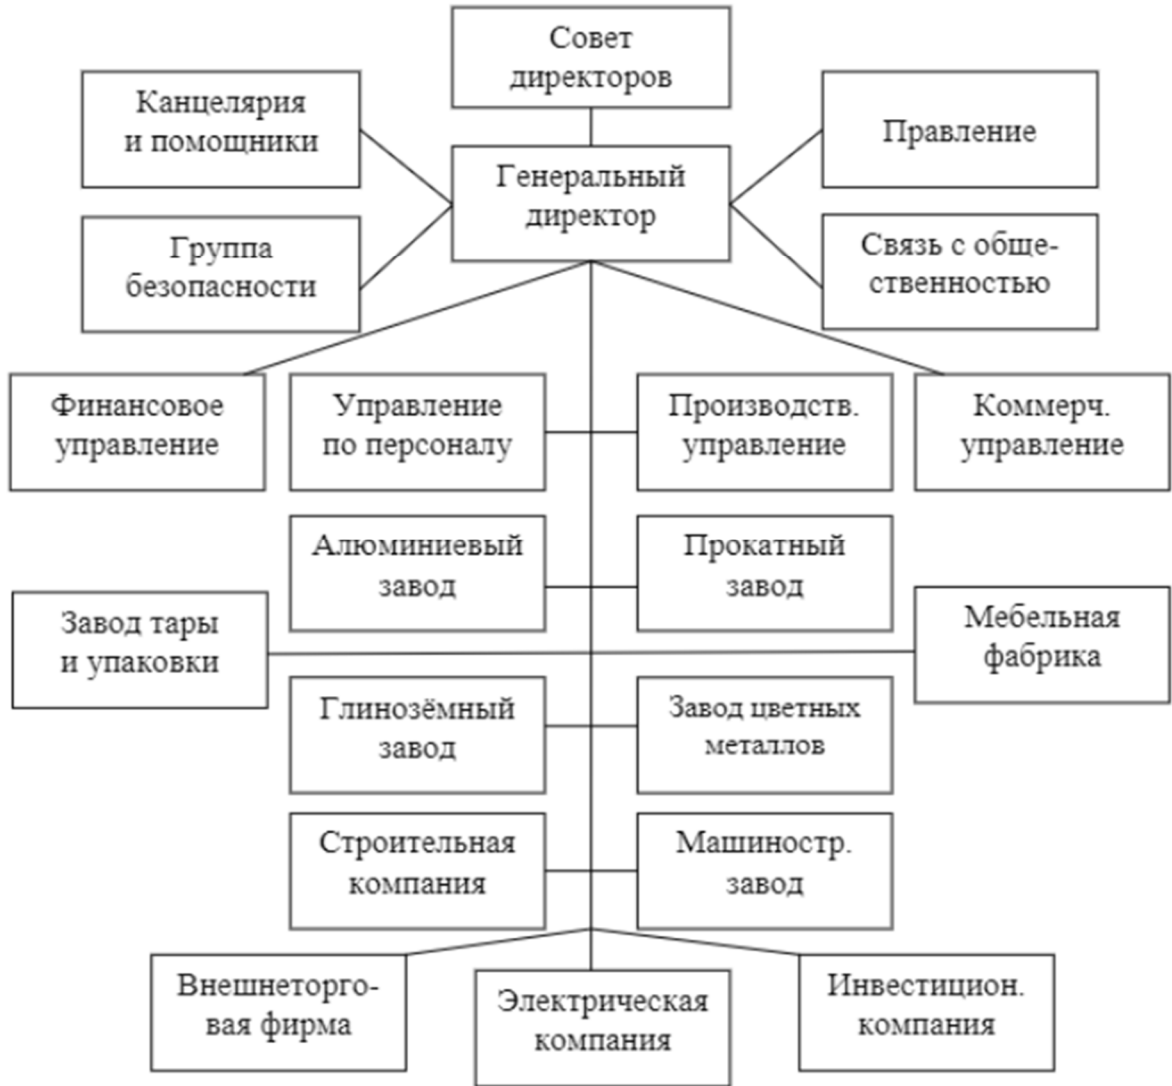 Совет
директоров
Канцелярия
и помощники
Правление
Генеральный
директор
Группа
безопасности
Связь с обще-
ственностью
Финансовое
управление
Управление
по персоналу
Производств.
управление
Коммерч.
управление
Алюминиевый
завод
Прокатный
завод
Завод тары
и упаковки
Мебельная
фабрика
Глинозёмный
завод
Завод цветных
металлов
Строительная
компания
Машиностр.
завод
Внешнеторго-
вая фирма
Электрическая
компания
Инвестицион.
компания